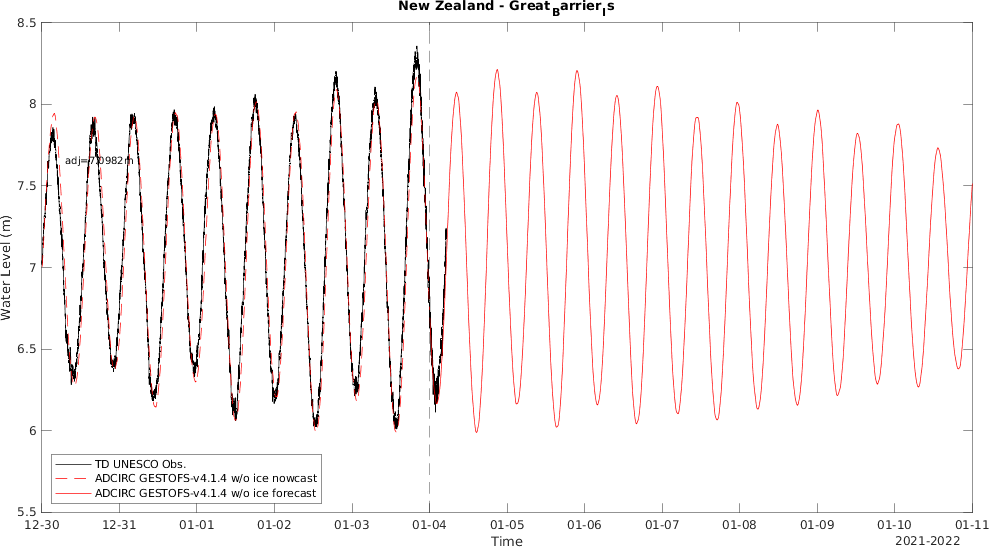 New Zealand - Great_Barrier_Is
8.5
8
7.5
7
6.5
6
5.5
Water Level (m)
adj=7.0982m
TD UNESCO Obs.
ADCIRC GESTOFS-v4.1.4 w/o ice nowcast
ADCIRC GESTOFS-v4.1.4 w/o ice forecast
12-30 12-31 01-01 01-02 01-03 01-04 01-05 01-06 01-07 01-08 01-09 01-10 01-11
Time
2021-2022